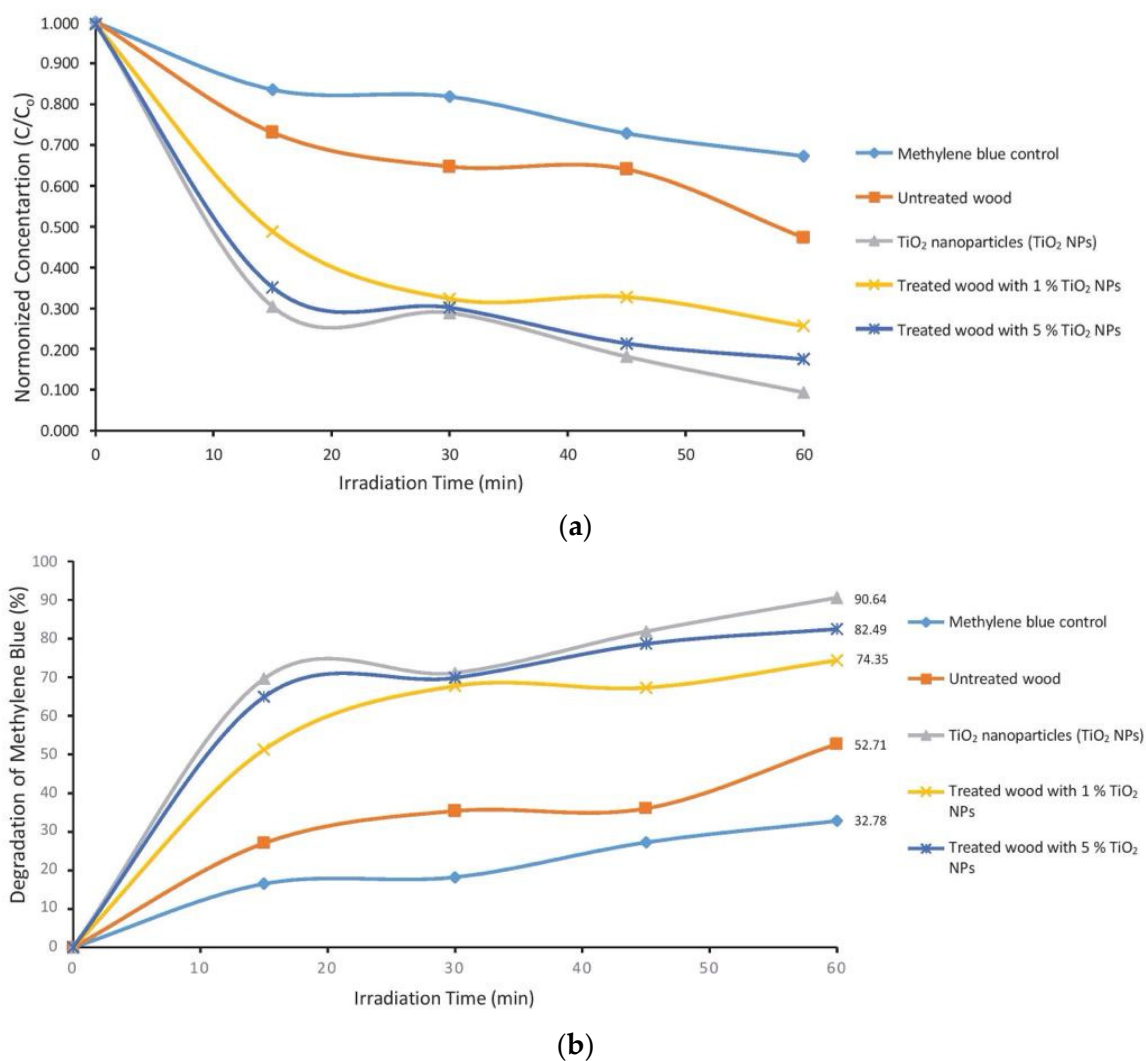 1.000
0.900
0.800
0.700
0.600
0.500
0.400
0.300
0.200
0.100
0.000
Normonized Concentartion (C/Cₒ)
0 10 20 30 40 50 60
Irradiation Time (min)
Methylene blue control
Untreated wood
TiO₂ nanoparticles (TiO₂ NPs)
Treated wood with 1 % TiO₂ NPs
Treated wood with 5 % TiO₂ NPs
(a)
100
90
80
70
60
50
40
30
20
10
0
Degradation of Methylene Blue (%)
0 10 20 30 40 50 60
Irradiation Time (min)
90.64
82.49
74.35
52.71
32.78
Methylene blue control
Untreated wood
TiO₂ nanoparticles (TiO₂ NPs)
Treated wood with 1 % TiO₂
NPs
Treated wood with 5 % TiO₂
NPs
(b)